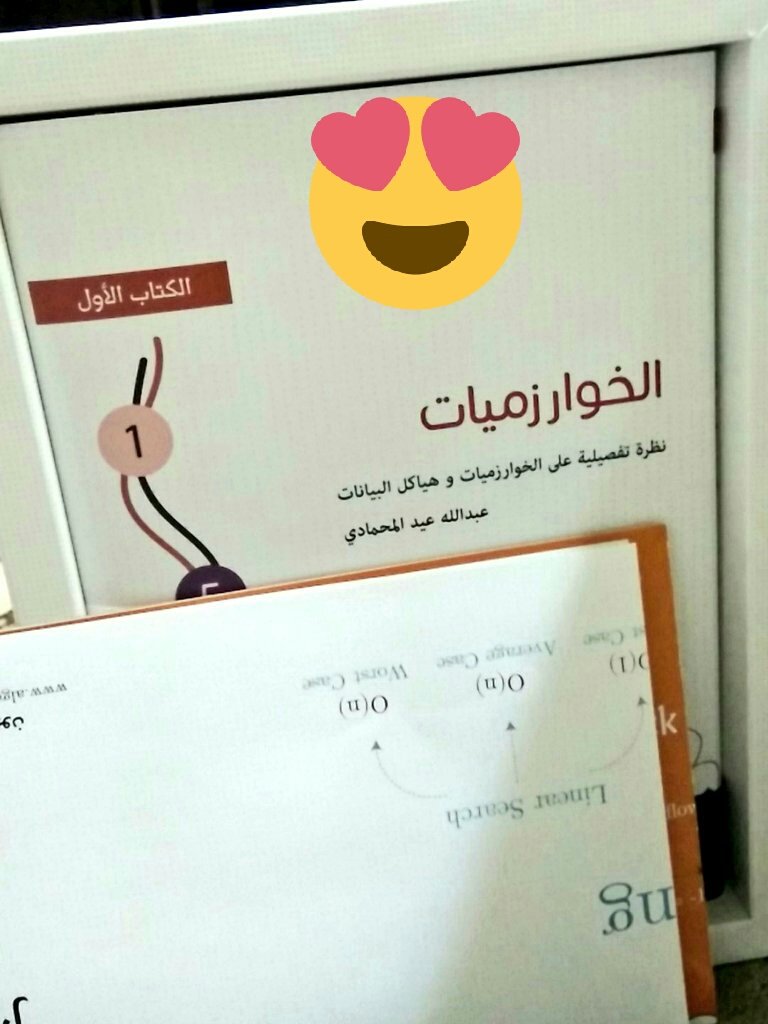 الكتاب الأول
1
الخوارزميات
نظرة تفصيلية على الخوارزميات و هياكل البيانات
عبدالله عيد المحمادي
Linear Search
O(n)
O(n)
Average Case
Worst Case